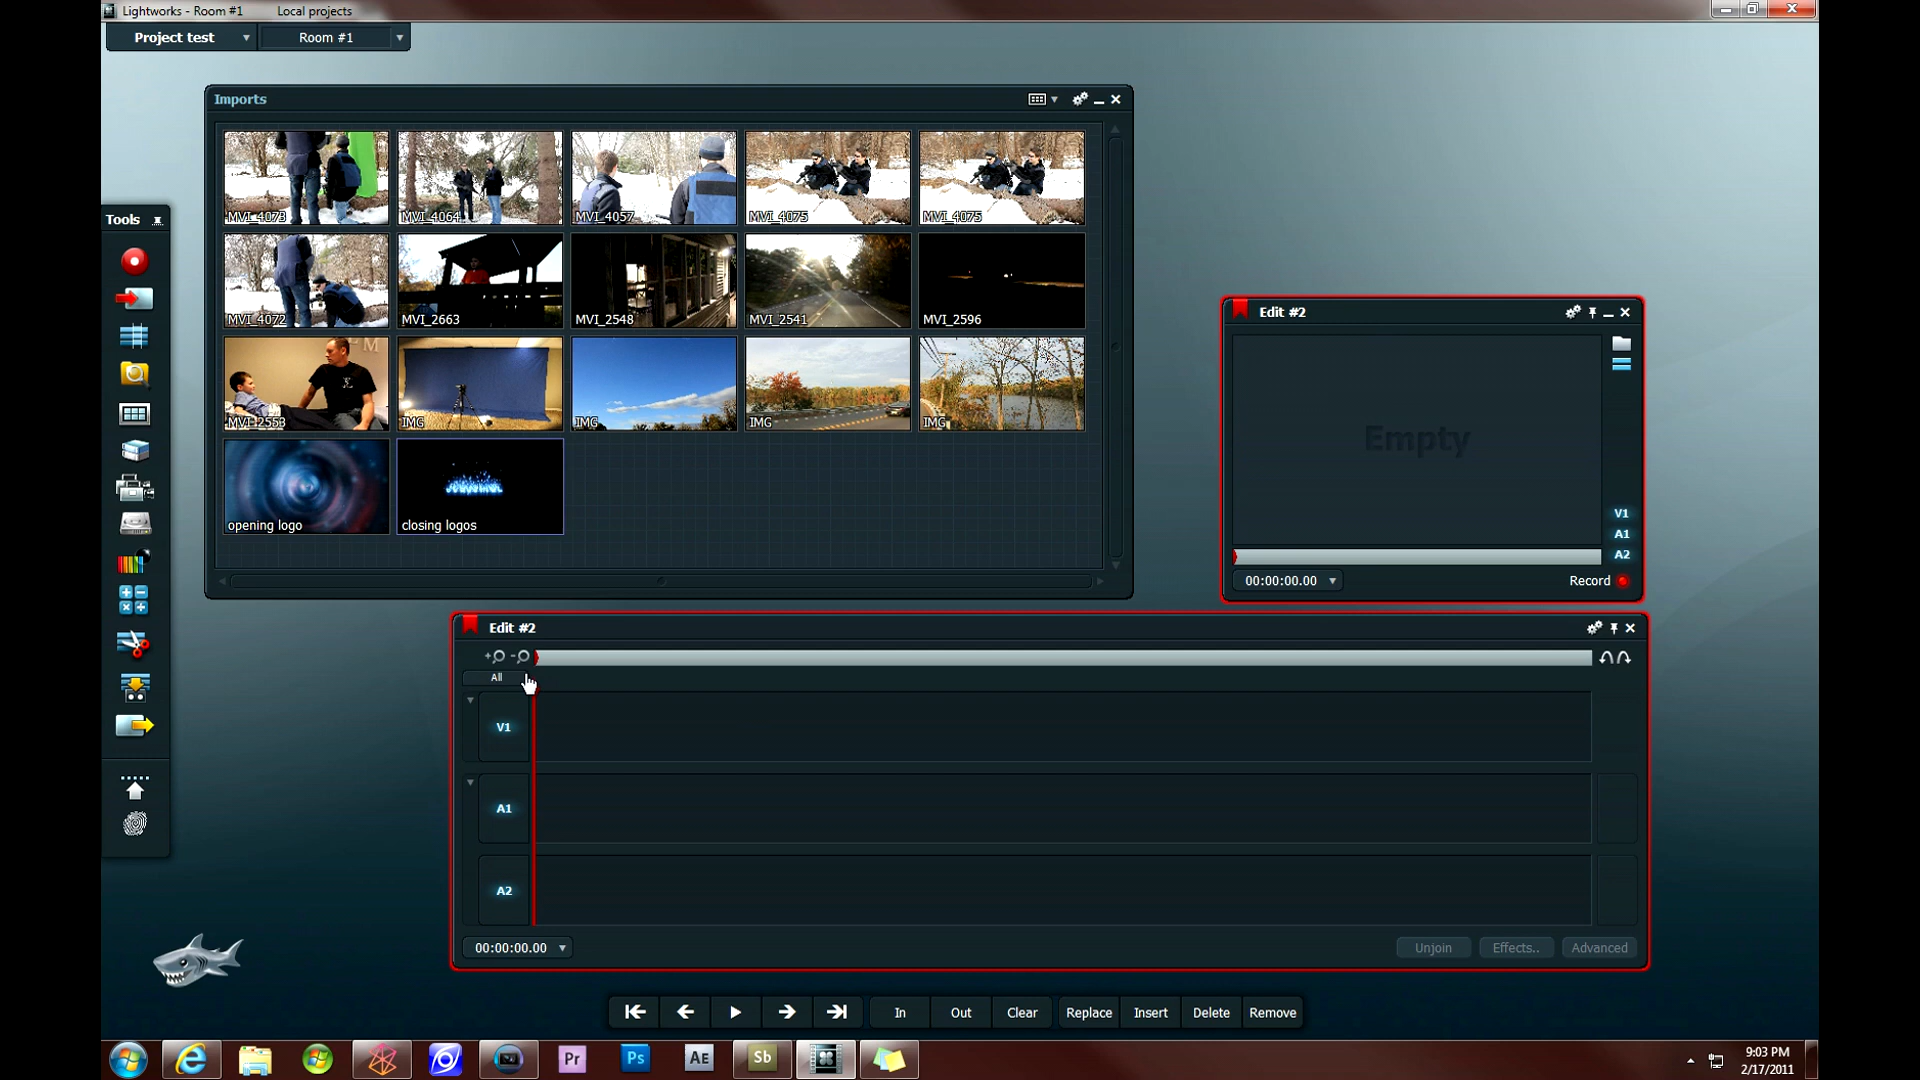 Lightworks - Room #1 Local projects
Project test Room #1
Imports
MVI_4073 MVI_4064 MVI_4057 MVI_4075 MVI_4075
Tools
MVI_4072 MVI_2663 MVI_2548 MVI_2541 MVI_2596
MVI_2553 IMG IMG IMG IMG
opening logo closing logos
Edit #2
Empty
V1
A1
A2
00:00:00.00 Record
Edit #2
All
V1
A1
A2
00:00:00.00 Unjoin Effects.. Advanced
In Out Clear Replace Insert Delete Remove
Pr Ps AE Sb
9:03 PM
2/17/2011